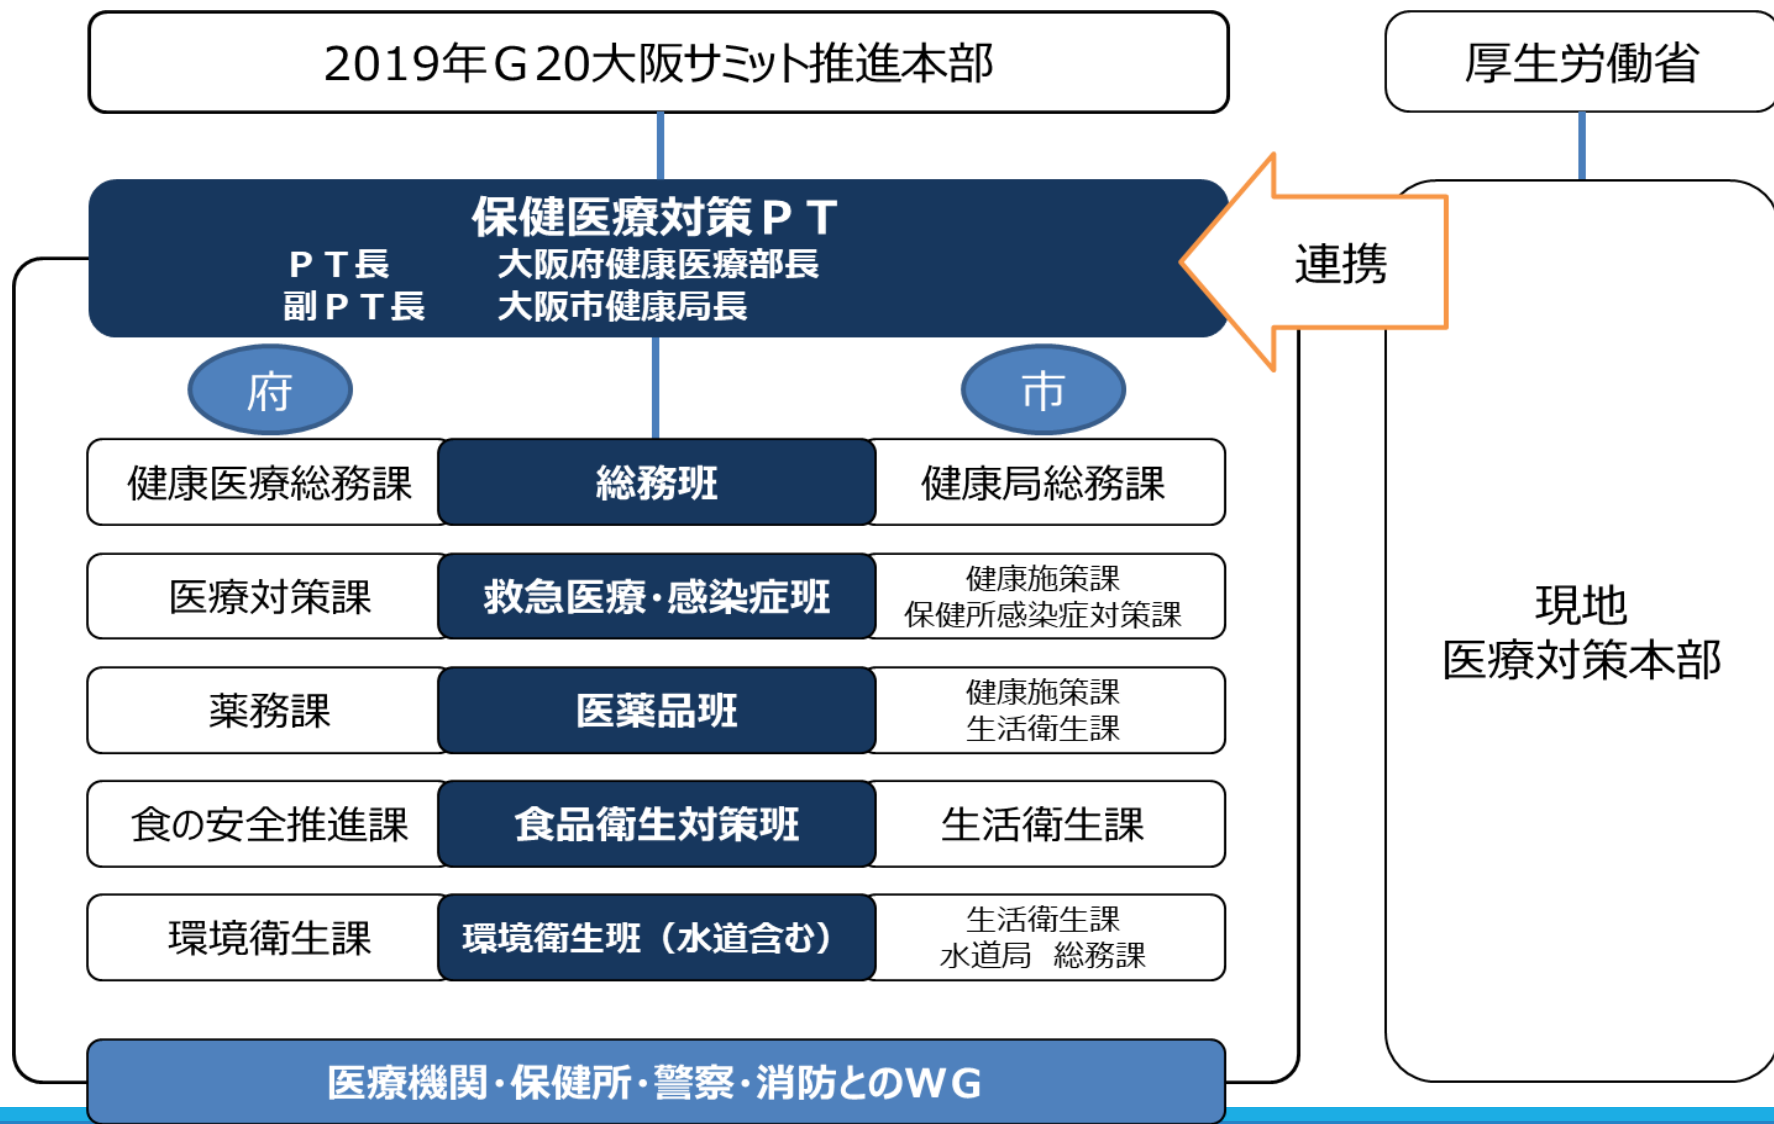 2019年G20大阪サミット推進本部
厚生労働省
保健医療対策PT
PT長 大阪府健康医療部長
副PT長 大阪市健康局長
連携
府
市
健康医療総務課
総務班
健康局総務課
医療対策課
救急医療・感染症班
健康施策課
保健所感染症対策課
薬務課
医薬品班
健康施策課
生活衛生課
食の安全推進課
食品衛生対策班
生活衛生課
環境衛生課
環境衛生班（水道含む）
生活衛生課
水道局 総務課
医療機関・保健所・警察・消防とのWG
現地
医療対策本部